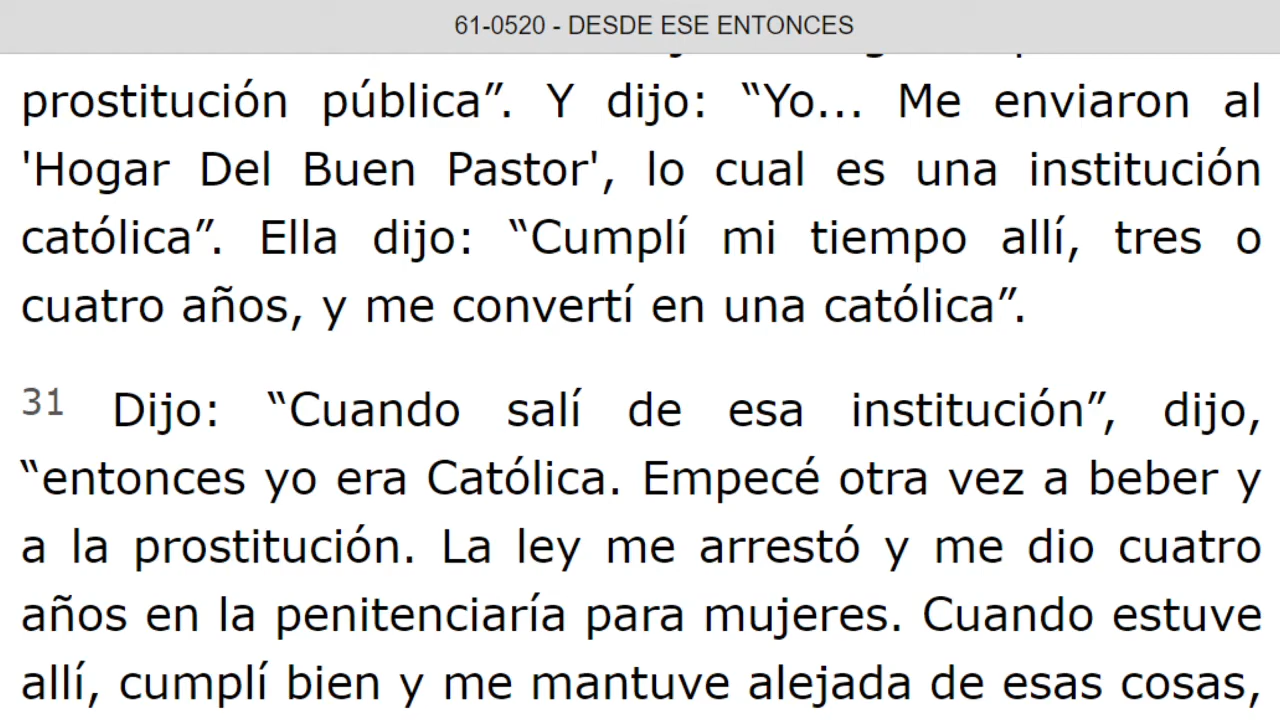 61-0520 - DESDE ESE ENTONCES
prostitución pública”. Y dijo: “Yo... Me enviaron al
'Hogar Del Buen Pastor', lo cual es una institución
católica”. Ella dijo: “Cumplí mi tiempo allí, tres o
cuatro años, y me convertí en una católica”.
31 Dijo: “Cuando salí de esa institución”, dijo,
“entonces yo era Católica. Empecé otra vez a beber y
a la prostitución. La ley me arrestó y me dio cuatro
años en la penitenciaría para mujeres. Cuando estuve
allí, cumplí bien y me mantuve alejada de esas cosas,